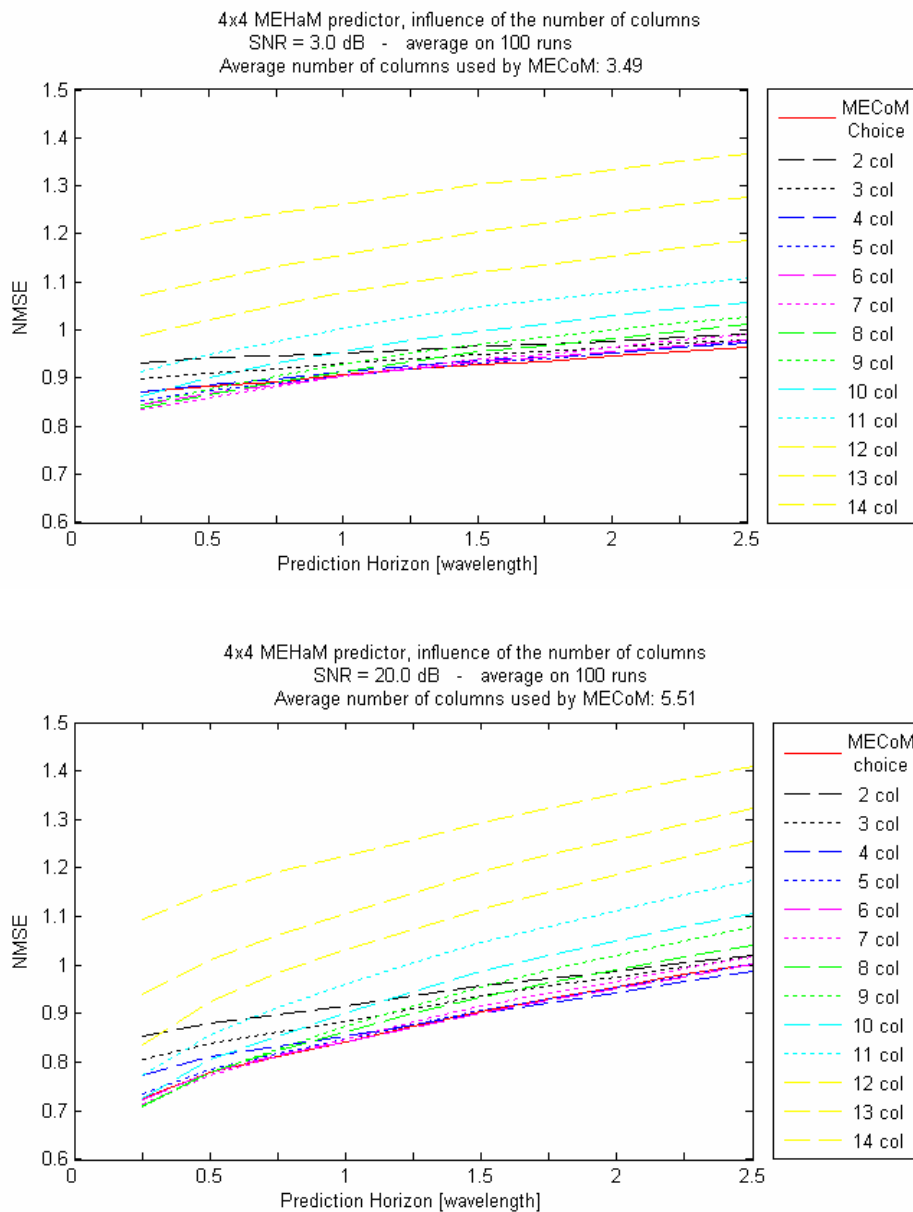 4x4 MEHaM predictor, influence of the number of columns
SNR = 3.0 dB - average on 100 runs
Average number of columns used by MECoM: 3.49
1.5
1.4
1.3
1.2
1.1
1
0.9
0.8
0.7
0.6
NMSE
0
0.5
1
1.5
2
2.5
Prediction Horizon [wavelength]
MECoM
Choice
2 col
3 col
4 col
5 col
6 col
7 col
8 col
9 col
10 col
11 col
12 col
13 col
14 col
4x4 MEHaM predictor, influence of the number of columns
SNR = 20.0 dB - average on 100 runs
Average number of columns used by MECoM: 5.51
1.5
1.4
1.3
1.2
1.1
1
0.9
0.8
0.7
0.6
NMSE
0
0.5
1
1.5
2
2.5
Prediction Horizon [wavelength]
MECoM
choice
2 col
3 col
4 col
5 col
6 col
7 col
8 col
9 col
10 col
11 col
12 col
13 col
14 col